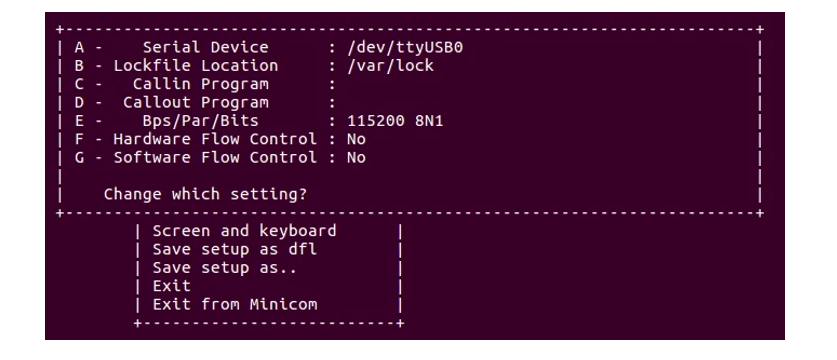 A - Serial Device : /dev/ttyUSB0
B - Lockfile Location : /var/lock
C - Callin Program :
D - Callout Program :
E - Bps/Par/Bits : 115200 8N1
F - Hardware Flow Control : No
G - Software Flow Control : No
Change which setting?
Screen and keyboard
Save setup as dfl
Save setup as..
Exit
Exit from Minicom